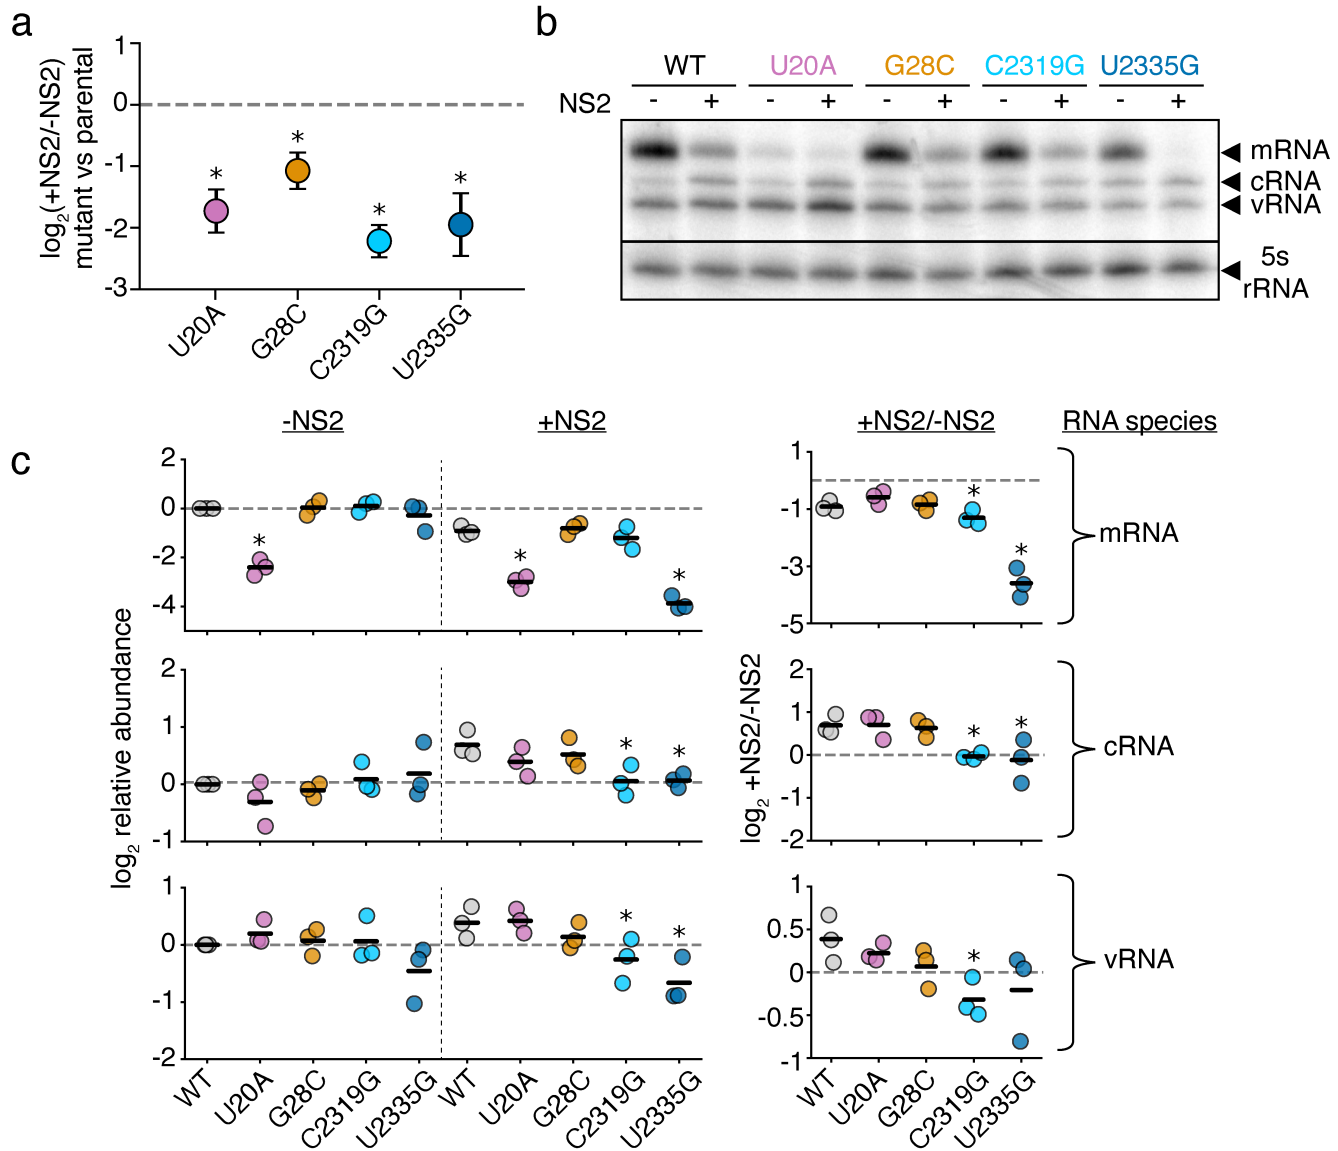 a
log2(+NS2/-NS2)
mutant vs parental
1
0
-1
-2
-3
U20A
G28C
C2319G
U2335G
*
*
*
*
b
WT
U20A
G28C
C2319G
U2335G
NS2
- + - + - + - + - +
mRNA
cRNA
vRNA
5s
rRNA
c
-NS2
+NS2
+NS2/-NS2
RNA species
log2 relative abundance
2
0
-2
-4
*
*
*
2
1
0
-1
*
*
1
0
-1
-2
*
*
WT
U20A
G28C
C2319G
U2335G
WT
U20A
G28C
C2319G
U2335G
log2 +NS2/-NS2
1
-1
-3
-5
*
*
mRNA
2
1
0
-1
-2
*
*
cRNA
1
0.5
0
-0.5
-1
*
vRNA
WT
U20A
G28C
C2319G
U2335G